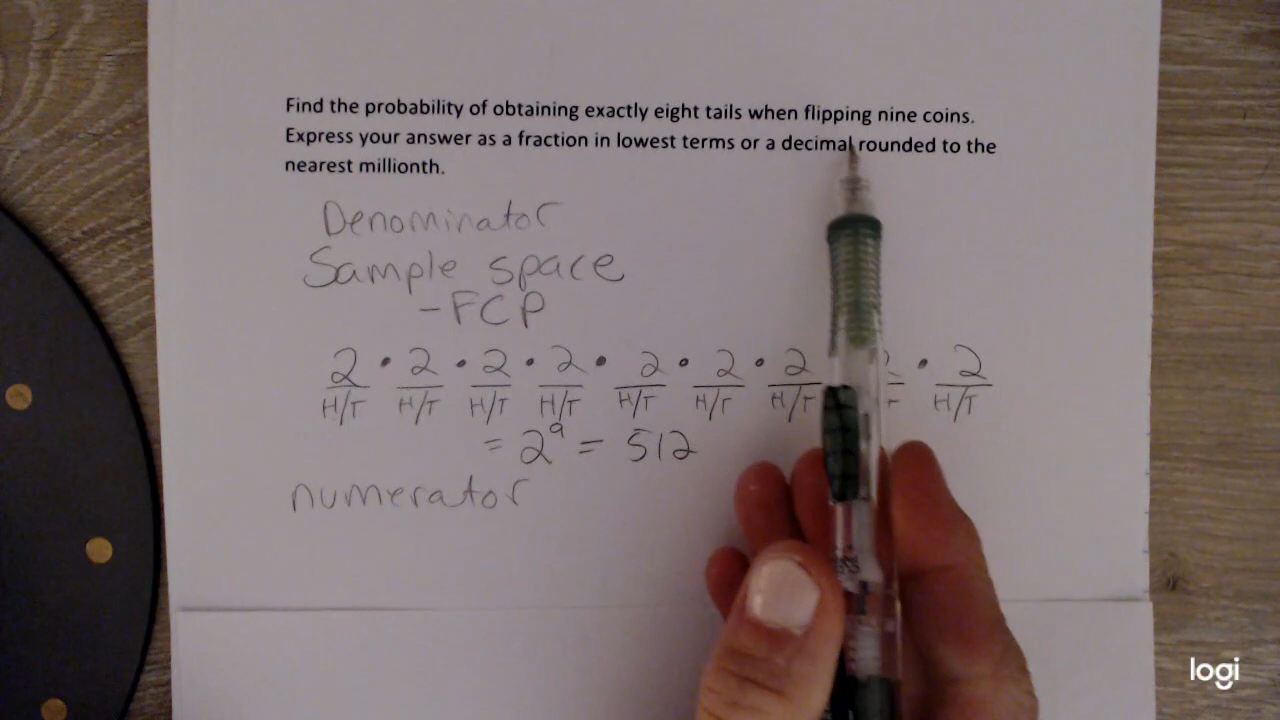 Find the probability of obtaining exactly eight tails when flipping nine coins.
Express your answer as a fraction in lowest terms or a decimal rounded to the
nearest millionth.
Denominator
Sample space
-FCP
2 • 2 • 2 • 2 • 2 • 2 • 2 2 • 2
H/T H/T H/T H/T H/T H/T H/T T H/T
= 2⁹ = 512
numerator
logi